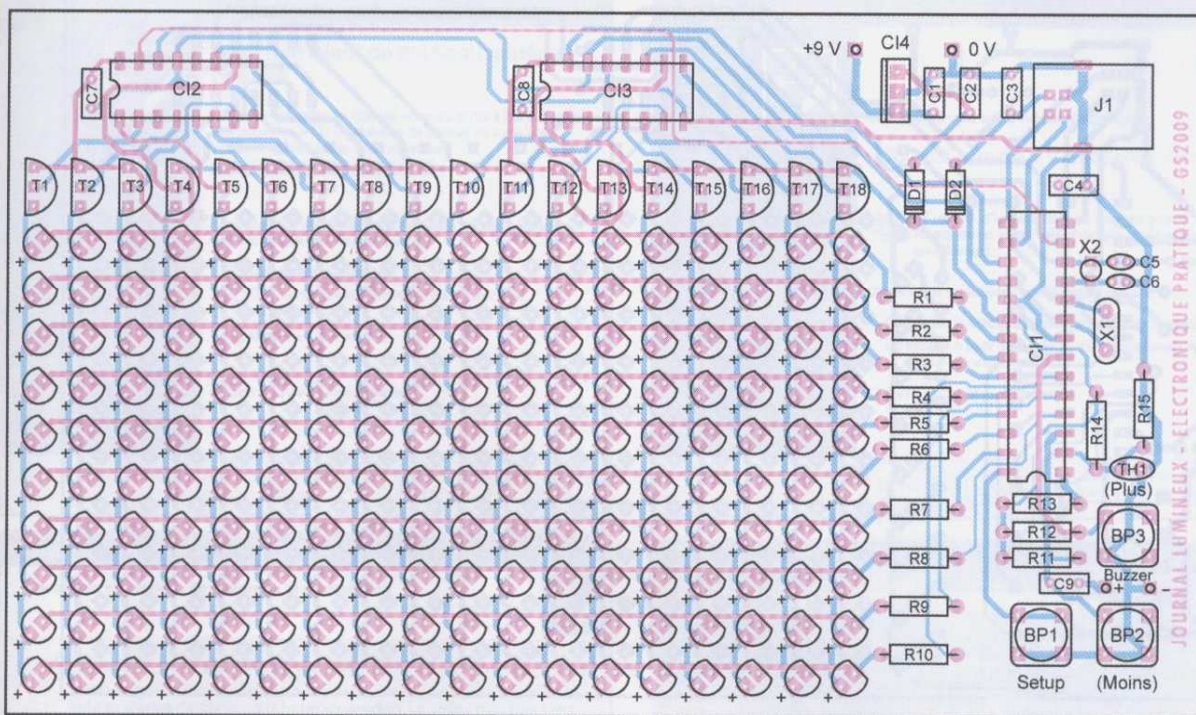 +9 V
CI4
0 V
C7
CI2
C8
CI3
C1
C2
C3
J1
T1 T2 T3 T4 T5 T6 T7 T8 T9 T10 T11 T12 T13 T14 T15 T16 T17 T18
D1
D2
C4
X2
C5
C6
R1
R2
R3
R4
R5
R6
R7
R8
R9
R10
CI1
X1
R14
R15
TH1
(Plus)
R13
R12
R11
BP3
Buzzer
C9
+
-
BP1
BP2
Setup
(Moins)
JOURNAL LUMINEUX - ELECTRONIQUE PRATIQUE - GS2009